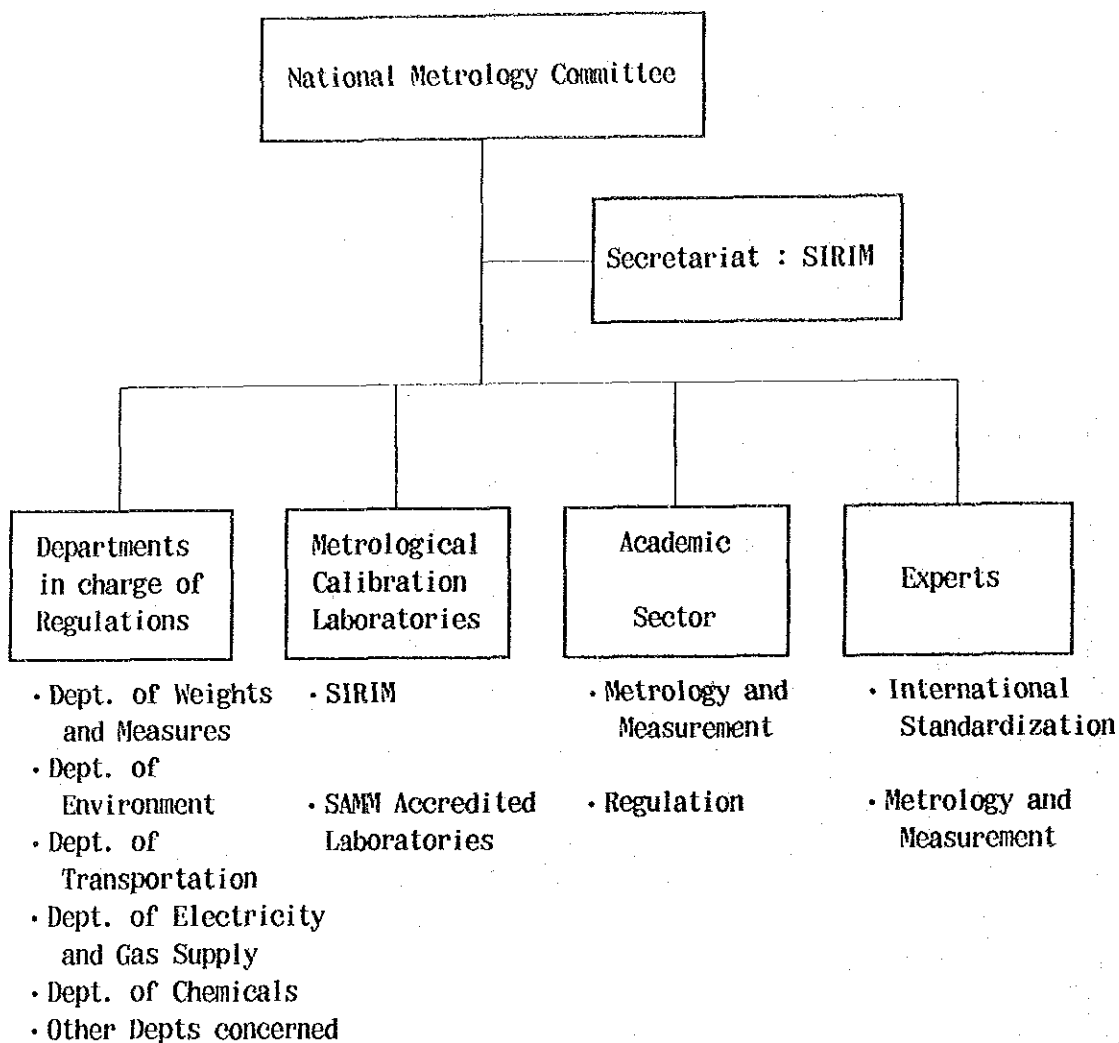 National Metrology Committee
Secretariat : SIRIM
Departments
in charge of
Regulations
Metrological
Calibration
Laboratories
Academic
Sector
Experts
・Dept. of Weights
and Measures
・Dept. of
Environment
・Dept. of
Transportation
・Dept. of Electricity
and Gas Supply
・Dept. of Chemicals
・Other Depts concerned
・SIRIM
・SAMM Accredited
Laboratories
・Metrology and
Measurement
・Regulation
・International
Standardization
・Metrology and
Measurement